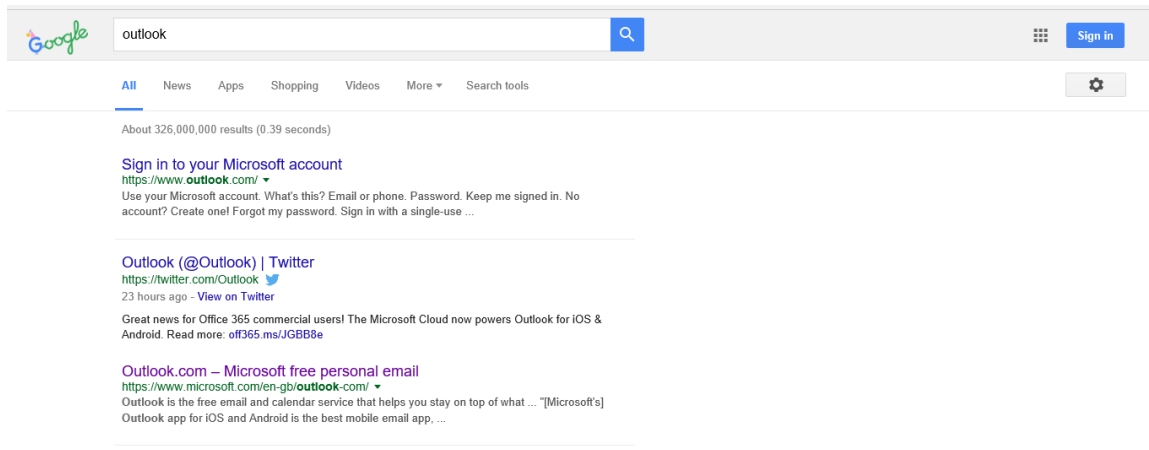 Google
outlook
Sign in
All News Apps Shopping Videos More Search tools
About 326,000,000 results (0.39 seconds)
Sign in to your Microsoft account
https://www.outlook.com/
Use your Microsoft account. What's this? Email or phone. Password. Keep me signed in. No
account? Create one! Forgot my password. Sign in with a single-use ...
Outlook (@Outlook) | Twitter
https://twitter.com/Outlook
23 hours ago - View on Twitter
Great news for Office 365 commercial users! The Microsoft Cloud now powers Outlook for iOS &
Android. Read more: off365.ms/JGBB8e
Outlook.com – Microsoft free personal email
https://www.microsoft.com/en-gb/outlook-com/
Outlook is the free email and calendar service that helps you stay on top of what ... "[Microsoft's]
Outlook app for iOS and Android is the best mobile email app, ...